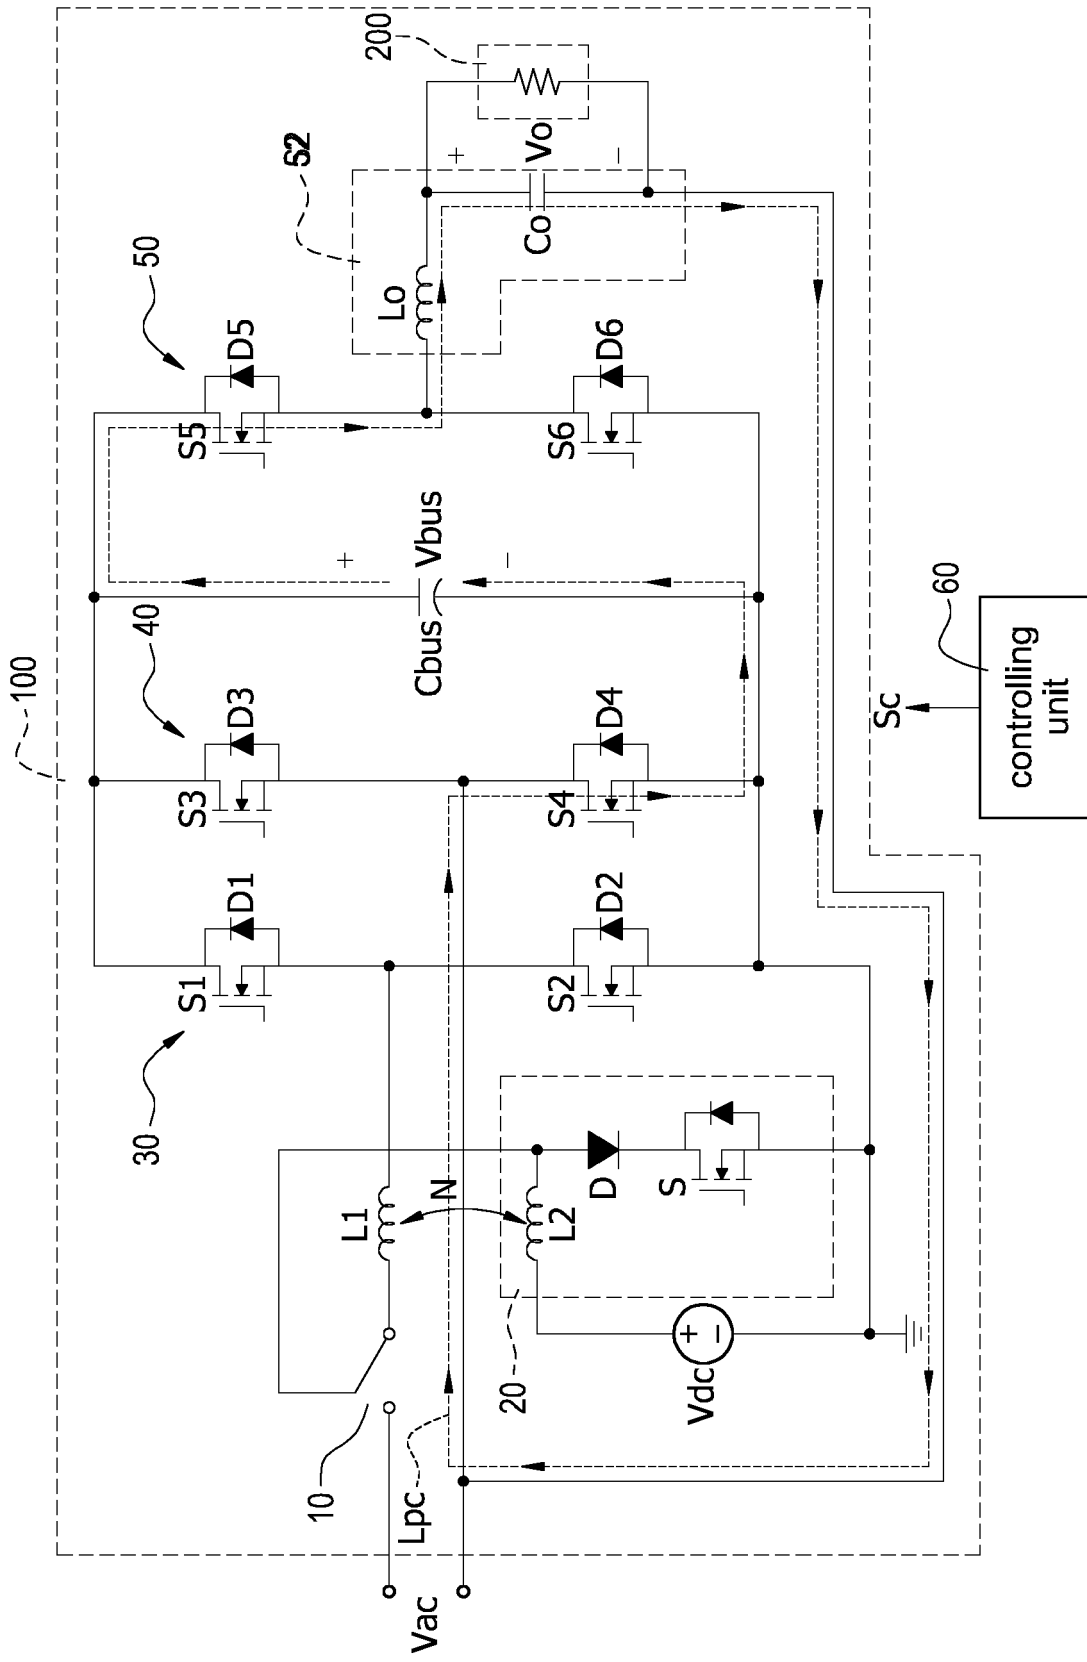 100
30
40
50
52
200
S1
D1
S3
D3
S5
D5
Lo
Co
Vo
+
−
Cbus
Vbus
+
−
10
L1
N
Lpc
Vac
20
L2
D
S
Vdc
+
−
S2
D2
S4
D4
S6
D6
Sc
60
controlling
unit